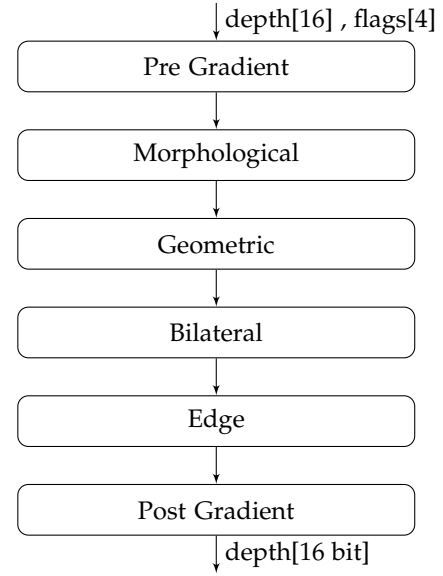 depth[16] , flags[4]
Pre Gradient
Morphological
Geometric
Bilateral
Edge
Post Gradient
depth[16 bit]